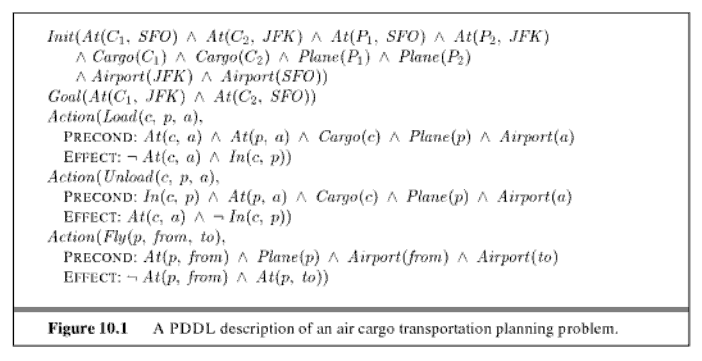 Init(At(C₁, SFO) ∧ At(C₂, JFK) ∧ At(P₁, SFO) ∧ At(P₂, JFK)
∧ Cargo(C₁) ∧ Cargo(C₂) ∧ Plane(P₁) ∧ Plane(P₂)
∧ Airport(JFK) ∧ Airport(SFO))
Goal(At(C₁, JFK) ∧ At(C₂, SFO))
Action(Load(c, p, a),
PRECOND: At(c, a) ∧ At(p, a) ∧ Cargo(c) ∧ Plane(p) ∧ Airport(a)
EFFECT: ¬ At(c, a) ∧ In(c, p))
Action(Unload(c, p, a),
PRECOND: In(c, p) ∧ At(p, a) ∧ Cargo(c) ∧ Plane(p) ∧ Airport(a)
EFFECT: At(c, a) ∧ ¬ In(c, p))
Action(Fly(p, from, to),
PRECOND: At(p, from) ∧ Plane(p) ∧ Airport(from) ∧ Airport(to)
EFFECT: ¬ At(p, from) ∧ At(p, to))
Figure 10.1 A PDDL description of an air cargo transportation planning problem.